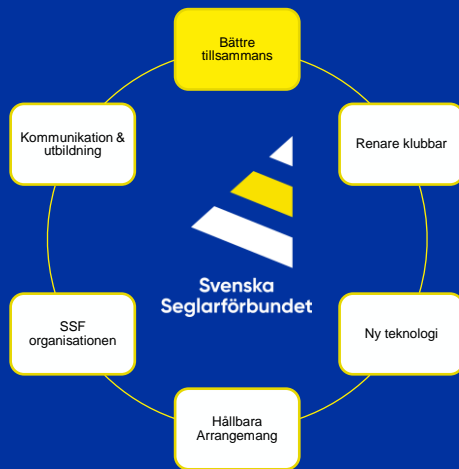 Bättre
tillsammans
Kommunikation &
utbildning
Renare klubbar
Svenska
Seglarförbundet
SSF
organisationen
Ny teknologi
Hållbara
Arrangemang